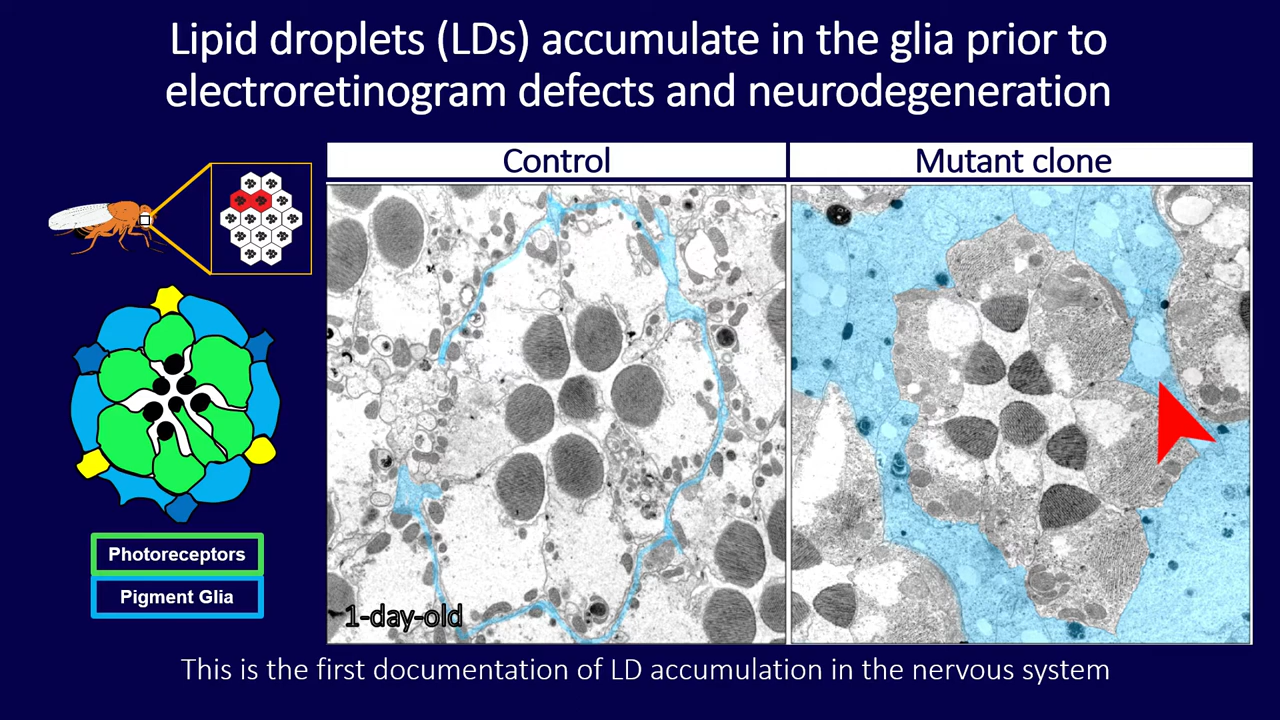 Lipid droplets (LDs) accumulate in the glia prior to
electroretinogram defects and neurodegeneration
Control
Mutant clone
Photoreceptors
Pigment Glia
1-day-old
This is the first documentation of LD accumulation in the nervous system